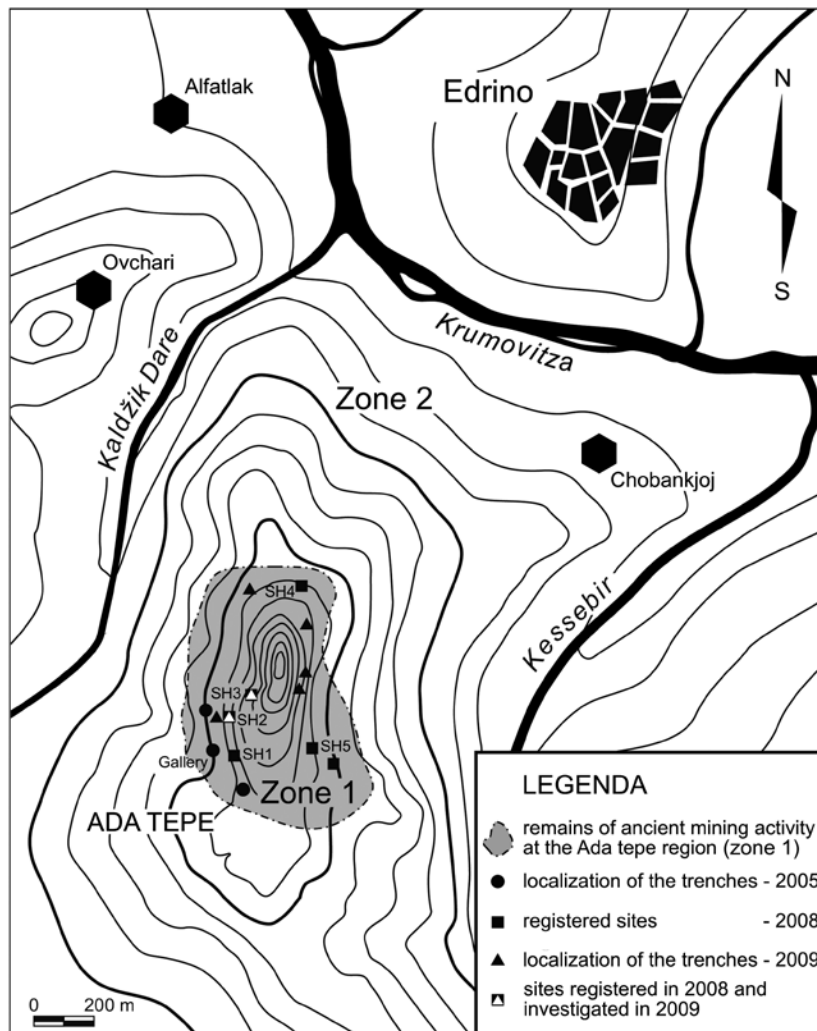 Alfatlak
Edrino
N
S
Ovchari
Kaldžik Dare
Krumovitza
Zone 2
Chobankjoj
Kessebir
SH4
SH3
SH2
Gallery
SH1
SH5
Zone 1
ADA TEPE
0 200 m
LEGENDA
remains of ancient mining activity
at the Ada tepe region (zone 1)
localization of the trenches - 2005
registered sites - 2008
localization of the trenches - 2009
sites registered in 2008 and
investigated in 2009